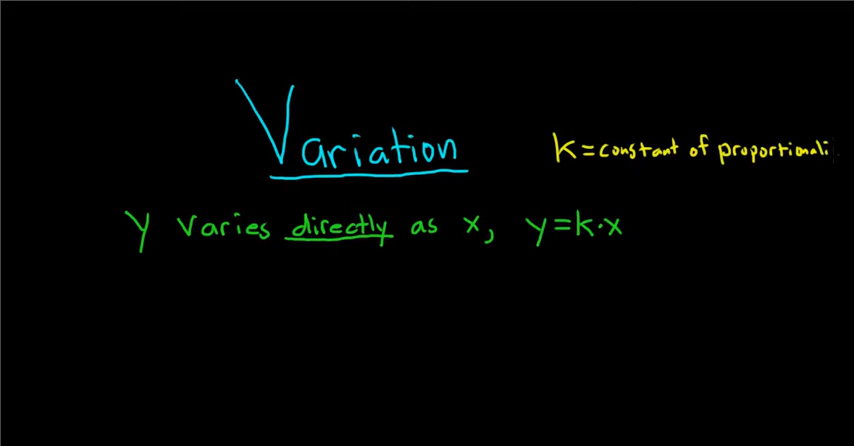 Variation
k=constant of proportionali
y varies directly as x, y=k·x